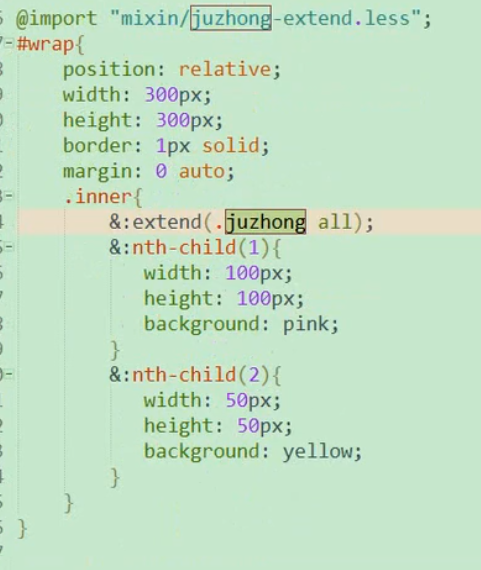 @import "mixin/juzhong-extend.less";
#wrap{
    position: relative;
    width: 300px;
    height: 300px;
    border: 1px solid;
    margin: 0 auto;
    .inner{
        &:extend(.juzhong all);
        &:nth-child(1){
            width: 100px;
            height: 100px;
            background: pink;
        }
        &:nth-child(2){
            width: 50px;
            height: 50px;
            background: yellow;
        }
    }
}